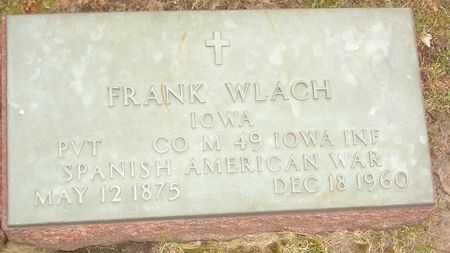 FRANK WLACH
IOWA
PVT CO M 49 IOWA INF
SPANISH AMERICAN WAR
MAY 12 1875 DEC 18 1960